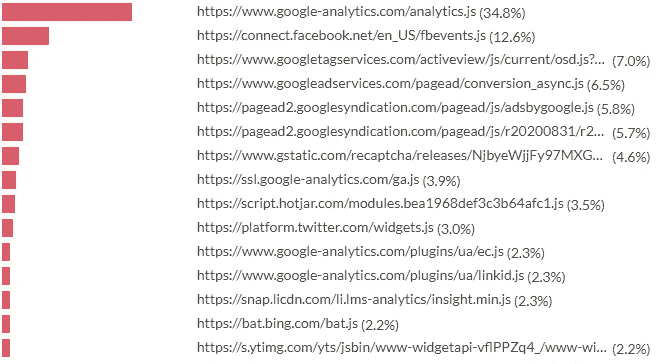 https://www.google-analytics.com/analytics.js (34.8%)
https://connect.facebook.net/en_US/fbevents.js (12.6%)
https://www.googletagservices.com/activeview/js/current/osd.js?... (7.0%)
https://www.googleadservices.com/pagead/conversion_async.js (6.5%)
https://pagead2.googlesyndication.com/pagead/js/adsbygoogle.js (5.8%)
https://pagead2.googlesyndication.com/pagead/js/r20200831/r2... (5.7%)
https://www.gstatic.com/recaptcha/releases/NjbyeWjjFy97MXG... (4.6%)
https://ssl.google-analytics.com/ga.js (3.9%)
https://script.hotjar.com/modules.bea1968def3c3b64afc1.js (3.5%)
https://platform.twitter.com/widgets.js (3.0%)
https://www.google-analytics.com/plugins/ua/ec.js (2.3%)
https://www.google-analytics.com/plugins/ua/linkid.js (2.3%)
https://snap.licdn.com/li.lms-analytics/insight.min.js (2.3%)
https://bat.bing.com/bat.js (2.2%)
https://s.ytimg.com/yts/jsbin/www-widgetapi-vflPPZq4_/www-wi... (2.2%)